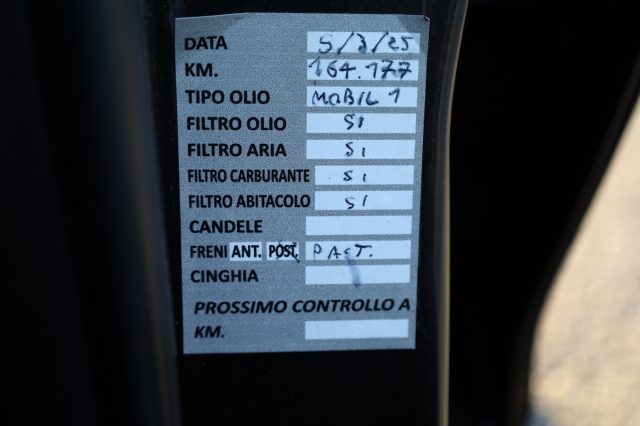 DATA 5/3/25
KM. 164.177
TIPO OLIO MOBIL 1
FILTRO OLIO SI
FILTRO ARIA SI
FILTRO CARBURANTE SI
FILTRO ABITACOLO SI
CANDELE
FRENI ANT. POST. PAST.
CINGHIA
PROSSIMO CONTROLLO A
KM.